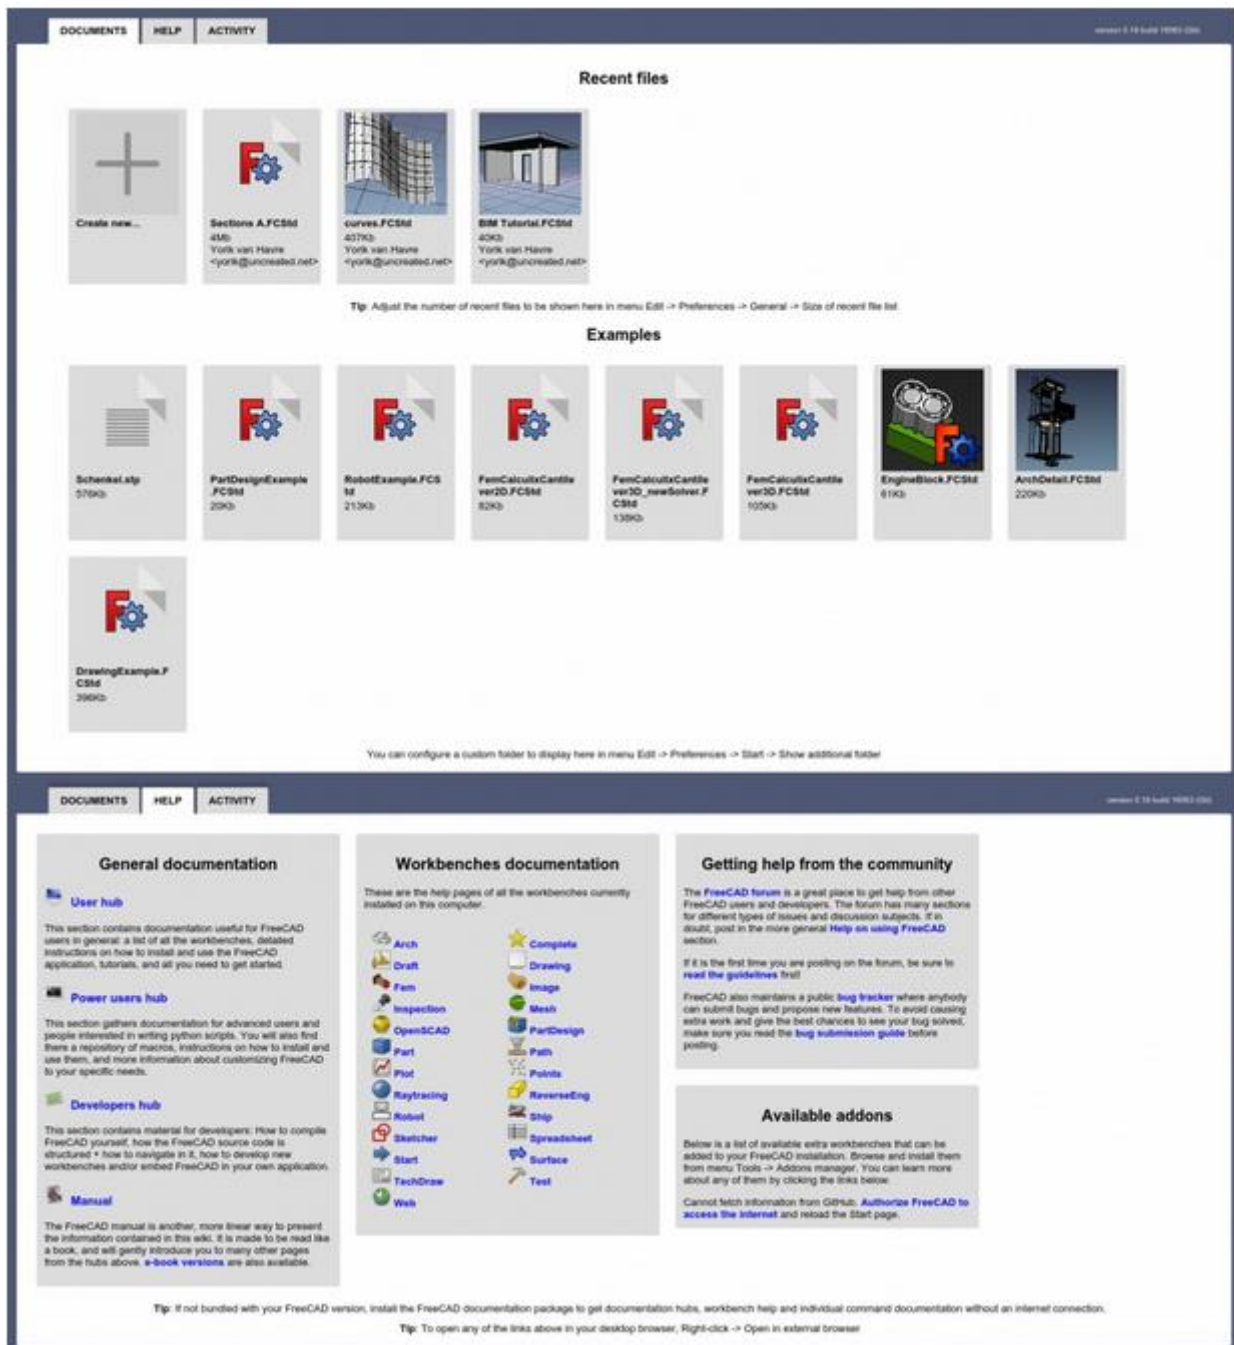 DOCUMENTS HELP ACTIVITY
Recent files
Create new...
Sections A.FCStd
4Mb
Yorik van Havre
<yorik@uncreated.net>
curves.FCStd
407Kb
Yorik van Havre
<yorik@uncreated.net>
BIM Tutorial.FCStd
40Kb
Yorik van Havre
<yorik@uncreated.net>
Tip: Adjust the number of recent files to be shown here in menu Edit -> Preferences -> General -> Size of recent file list
Examples
Schenkel.stp
576Kb
PartDesignExample
.FCStd
20Kb
RobotExample.FCS
td
213Kb
FemCalculixCantile
ver2D.FCStd
82Kb
FemCalculixCantile
ver3D_newSolver.F
CStd
138Kb
FemCalculixCantile
ver3D.FCStd
105Kb
EngineBlock.FCStd
61Kb
ArchDetail.FCStd
220Kb
DrawingExample.F
CStd
396Kb
You can configure a custom folder to display here in menu Edit -> Preferences -> Start -> Show additional folder
DOCUMENTS HELP ACTIVITY
General documentation
User hub
This section contains documentation useful for FreeCAD
users in general: a list of all the workbenches, detailed
instructions on how to install and use the FreeCAD
application, tutorials, and all you need to get started.
Power users hub
This section gathers documentation for advanced users and
people interested in writing python scripts. You will also find
there a repository of macros, instructions on how to install and
use them, and more information about customizing FreeCAD
to your specific needs.
Developers hub
This section contains material for developers: How to compile
FreeCAD yourself, how the FreeCAD source code is
structured + how to navigate in it, how to develop new
workbenches and/or embed FreeCAD in your own application.
Manual
The FreeCAD manual is another, more linear way to present
the information contained in this wiki. It is made to be read like
a book, and will gently introduce you to many other pages
from the hubs above. e-book versions are also available.
Workbenches documentation
These are the help pages of all the workbenches currently
installed on this computer.
Arch Complete
Draft Drawing
Fem Image
Inspection Mesh
OpenSCAD PartDesign
Part Path
Plot Points
Raytracing ReverseEng
Robot Ship
Sketcher Spreadsheet
Start Surface
TechDraw Test
Web
Getting help from the community
The FreeCAD forum is a great place to get help from other
FreeCAD users and developers. The forum has many sections
for different types of issues and discussion subjects. If in
doubt, post in the more general Help on using FreeCAD
section.
If it is the first time you are posting on the forum, be sure to
read the guidelines first!
FreeCAD also maintains a public bug tracker where anybody
can submit bugs and propose new features. To avoid causing
extra work and give the best chances to see your bug solved,
make sure you read the bug submission guide before
posting.
Available addons
Below is a list of available extra workbenches that can be
added to your FreeCAD installation. Browse and install them
from menu Tools -> Addons manager. You can learn more
about any of them by clicking the links below.
Cannot fetch information from GitHub. Authorize FreeCAD to
access the internet and reload the Start page.
Tip: If not bundled with your FreeCAD version, install the FreeCAD documentation package to get documentation hubs, workbench help and individual command documentation without an internet connection.
Tip: To open any of the links above in your desktop browser, Right-click -> Open in external browser